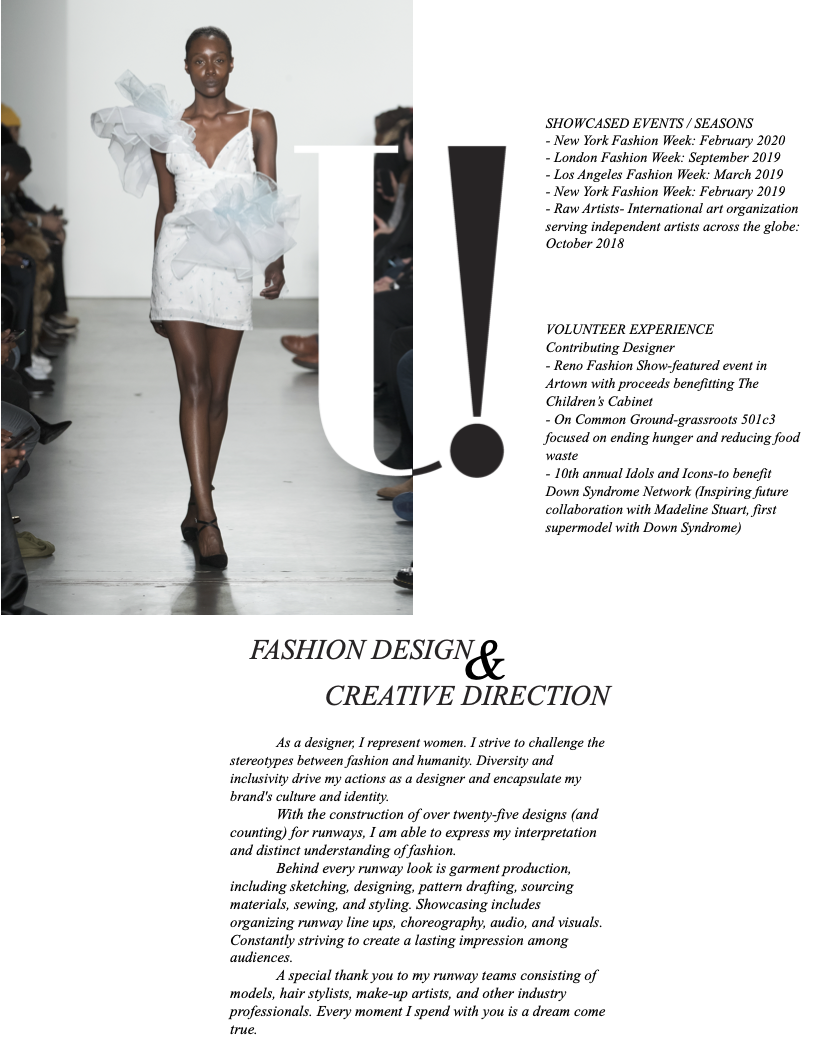 U!
SHOWCASED EVENTS / SEASONS
- New York Fashion Week: February 2020
- London Fashion Week: September 2019
- Los Angeles Fashion Week: March 2019
- New York Fashion Week: February 2019
- Raw Artists- International art organization
serving independent artists across the globe:
October 2018
VOLUNTEER EXPERIENCE
Contributing Designer
- Reno Fashion Show-featured event in
Artown with proceeds benefitting The
Children's Cabinet
- On Common Ground-grassroots 501c3
focused on ending hunger and reducing food
waste
- 10th annual Idols and Icons-to benefit
Down Syndrome Network (Inspiring future
collaboration with Madeline Stuart, first
supermodel with Down Syndrome)
FASHION DESIGN &
CREATIVE DIRECTION
As a designer, I represent women. I strive to challenge the
stereotypes between fashion and humanity. Diversity and
inclusivity drive my actions as a designer and encapsulate my
brand's culture and identity.
With the construction of over twenty-five designs (and
counting) for runways, I am able to express my interpretation
and distinct understanding of fashion.
Behind every runway look is garment production,
including sketching, designing, pattern drafting, sourcing
materials, sewing, and styling. Showcasing includes
organizing runway line ups, choreography, audio, and visuals.
Constantly striving to create a lasting impression among
audiences.
A special thank you to my runway teams consisting of
models, hair stylists, make-up artists, and other industry
professionals. Every moment I spend with you is a dream come
true.